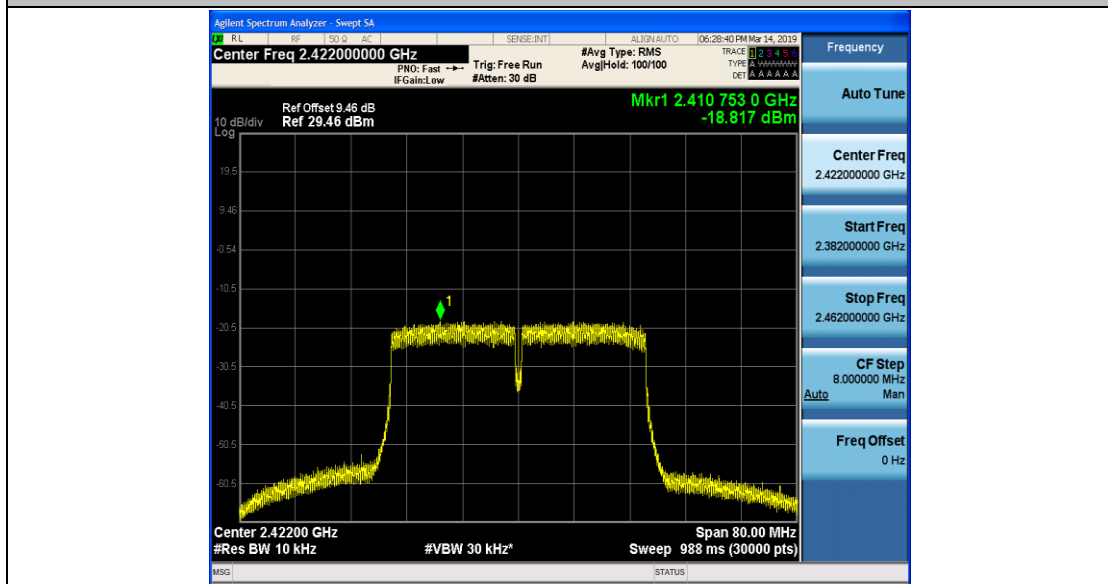 Agilent Spectrum Analyzer - Swept SA
RL RF 50 Ω AC SENSE:INT ALIGN AUTO 06:28:40 PM Mar 14, 2019
Center Freq 2.422000000 GHz
PNO: Fast
IFGain:Low
Trig: Free Run
#Atten: 30 dB
#Avg Type: RMS
Avg|Hold: 100/100
TRACE 1 2 3 4 5 6
TYPE A WWWWW
DET A A A A A A
Mkr1 2.410 753 0 GHz
-18.817 dBm
Ref Offset 9.46 dB
10 dB/div Ref 29.46 dBm
Log
19.5
9.46
-0.54
-10.5
-20.5
-30.5
-40.5
-50.5
-60.5
1
Center 2.42200 GHz Span 80.00 MHz
#Res BW 10 kHz #VBW 30 kHz* Sweep 988 ms (30000 pts)
MSG STATUS
Frequency
Auto Tune
Center Freq
2.422000000 GHz
Start Freq
2.382000000 GHz
Stop Freq
2.462000000 GHz
CF Step
8.000000 MHz
Auto Man
Freq Offset
0 Hz